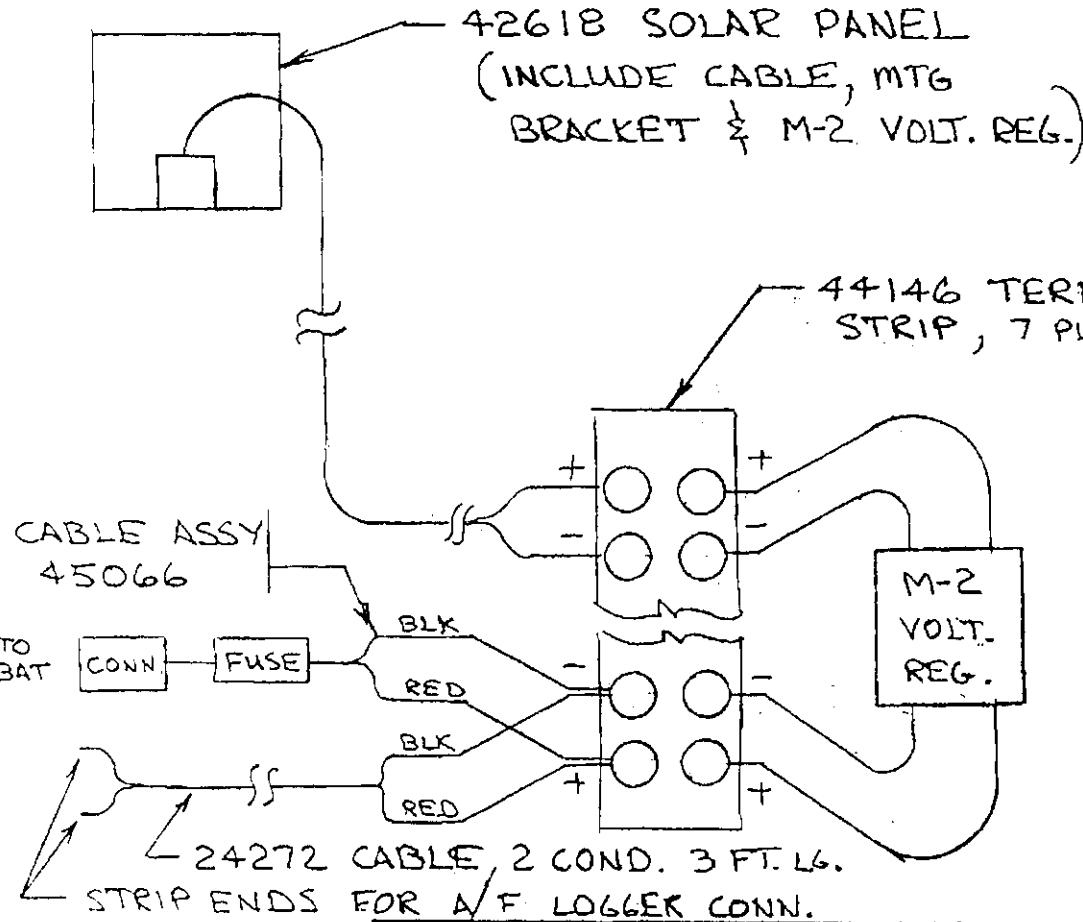 42618 SOLAR PANEL
(INCLUDE CABLE, MTG
BRACKET & M-2 VOLT. REG.)
44146
STRIP, 7
+
+
-
-
CABLE ASSY
45066
M-2
VOLT.
REG.
TO
BAT
CONN
FUSE
BLK
RED
BLK
RED
-
-
+
+
24272 CABLE, 2 COND. 3 FT. LG.
STRIP ENDS FOR A/F LOGGER CONN.